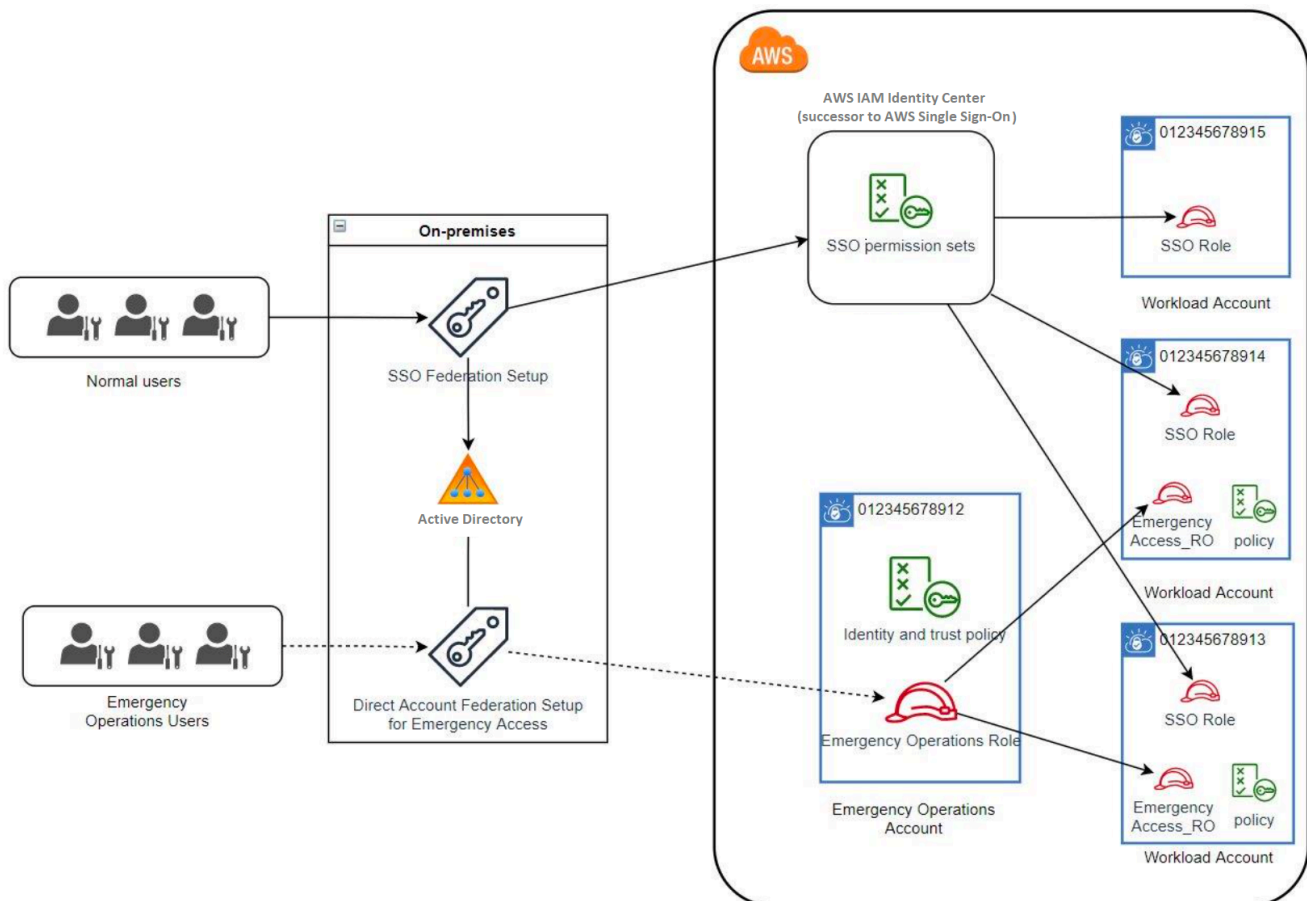 AWS
AWS IAM Identity Center
(successor to AWS Single Sign-On)
SSO permission sets
012345678915
SSO Role
Workload Account
On-premises
Normal users
SSO Federation Setup
Active Directory
012345678914
SSO Role
Emergency
Access_RO
policy
Workload Account
012345678912
Identity and trust policy
Emergency Operations Role
Emergency Operations
Account
Emergency
Operations Users
Direct Account Federation Setup
for Emergency Access
012345678913
SSO Role
Emergency
Access_RO
policy
Workload Account